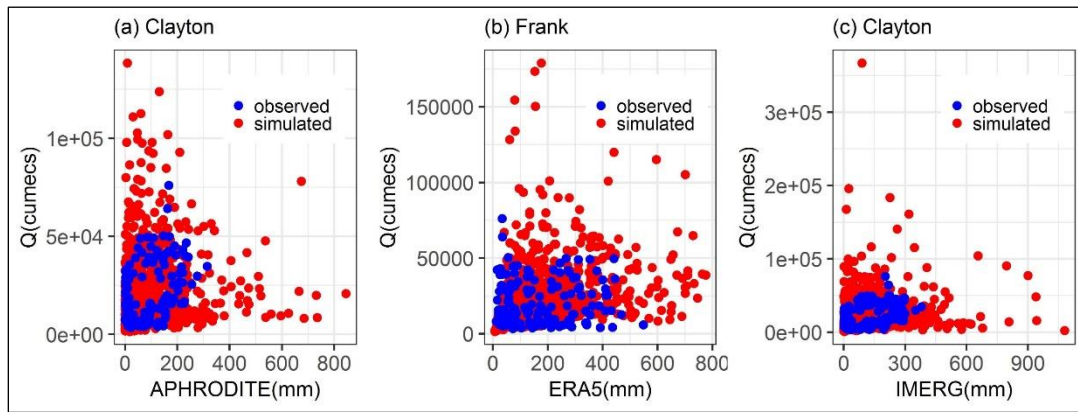 (a) Clayton
(b) Frank
(c) Clayton
Q(cumecs)
1e+05
5e+04
0e+00
observed
simulated
0 200 400 600 800
APHRODITE(mm)
Q(cumecs)
150000
100000
50000
0
observed
simulated
0 200 400 600 800
ERA5(mm)
Q(cumecs)
3e+05
2e+05
1e+05
0e+00
observed
simulated
0 300 600 900
IMERG(mm)